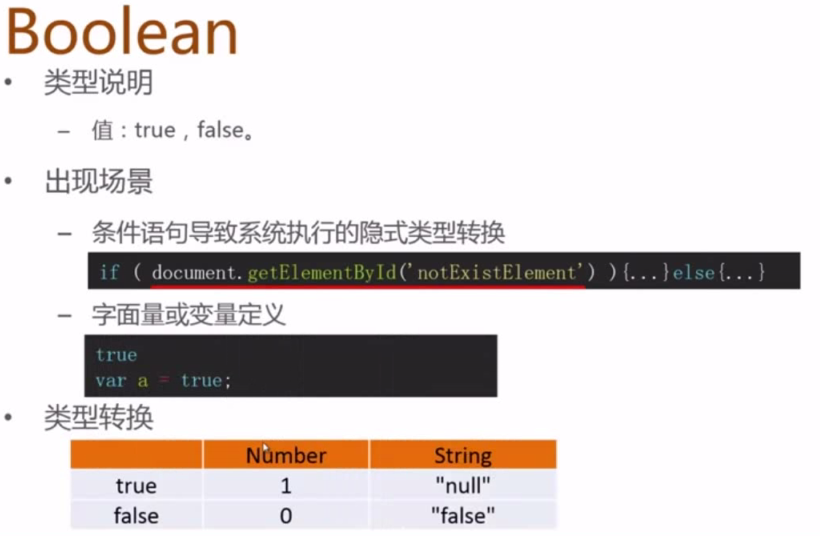 Boolean
• 类型说明
– 值：true，false。
• 出现场景
– 条件语句导致系统执行的隐式类型转换
if ( document.getElementById('notExistElement') ){...}else{...}
– 字面量或变量定义
true
var a = true;
• 类型转换
Number String
true 1 "null"
false 0 "false"